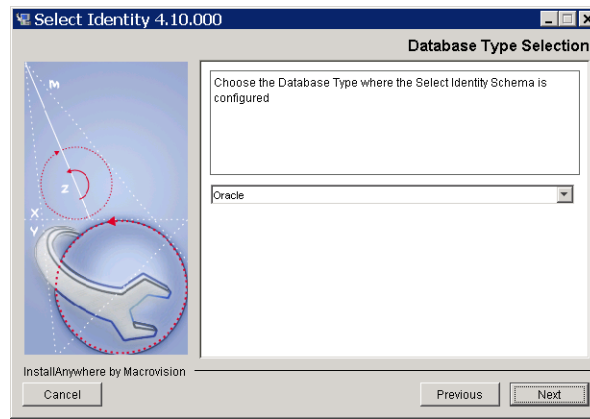 Select Identity 4.10.000
Database Type Selection
Choose the Database Type where the Select Identity Schema is
configured
M
Z
X
Y
Oracle
InstallAnywhere by Macrovision
Cancel
Previous
Next